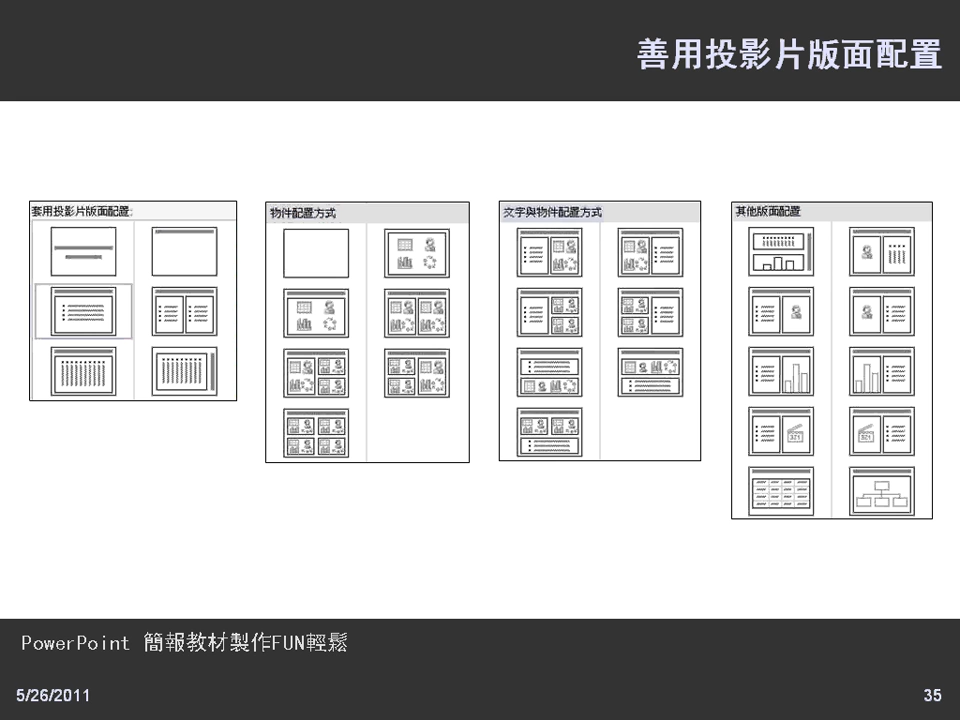 善用投影片版面配置
套用投影片版面配置:
物件配置方式
文字與物件配置方式
其他版面配置
PowerPoint 簡報教材製作FUN輕鬆
5/26/2011
35